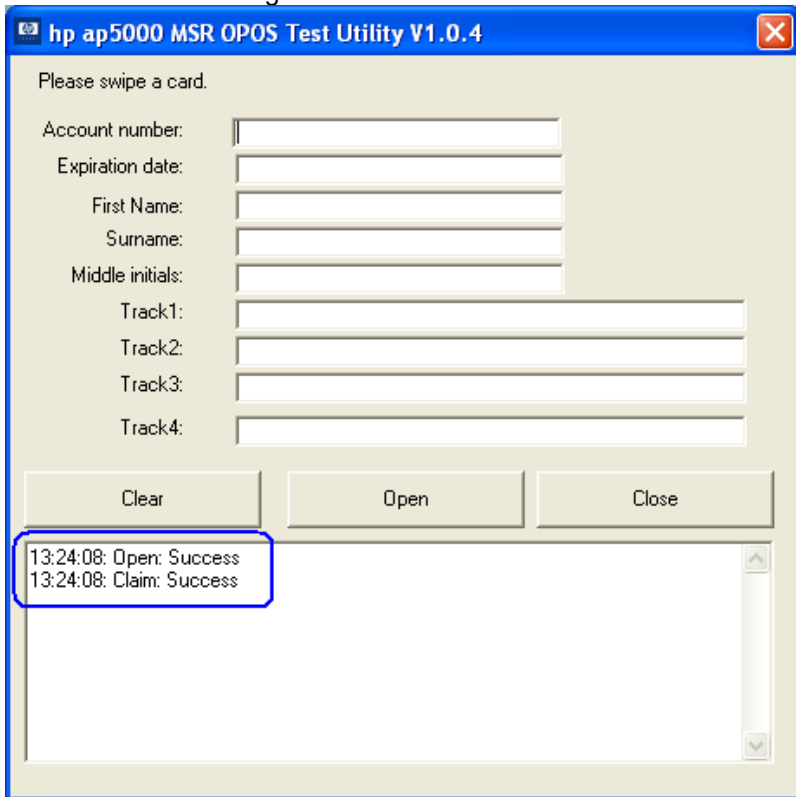 hp ap5000 MSR OPOS Test Utility V1.0.4
Please swipe a card.
Account number:
Expiration date:
First Name:
Surname:
Middle initials:
Track1:
Track2:
Track3:
Track4:
Clear Open Close
13:24:08: Open: Success
13:24:08: Claim: Success